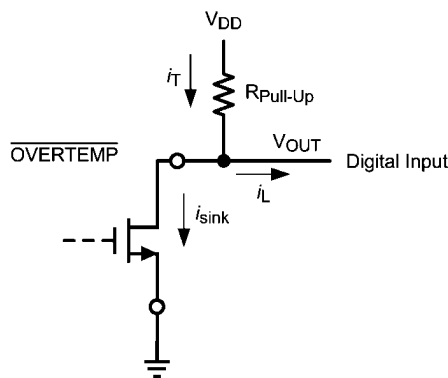 VDD
iT
RPull-Up
OVERTEMP
VOUT
Digital Input
iL
isink